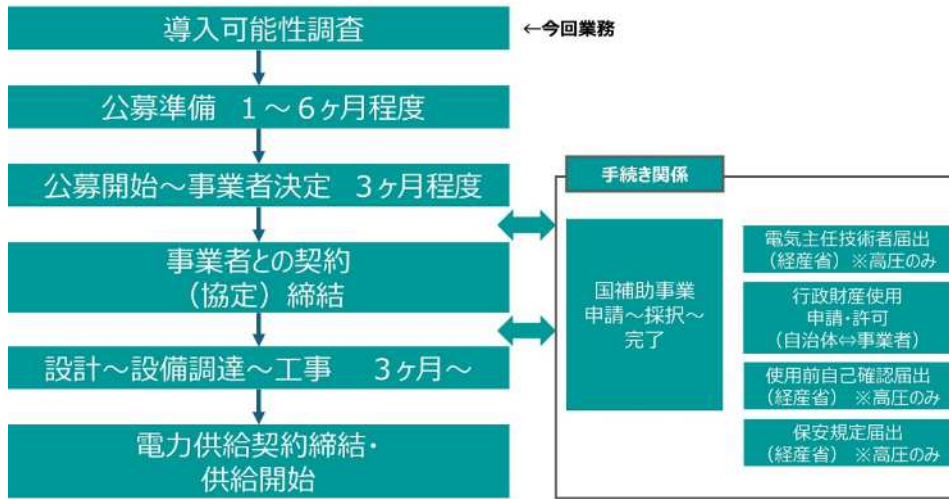 導入可能性調査
←今回業務
公募準備 1～6ヶ月程度
公募開始～事業者決定 3ヶ月程度
事業者との契約
（協定）締結
設計～設備調達～工事 3ヶ月～
電力供給契約締結・
供給開始
手続き関係
国補助事業
申請～採択～
完了
電気主任技術者届出
（経産省）※高圧のみ
行政財産使用
申請・許可
（自治体⇔事業者）
使用前自己確認届出
（経産省）※高圧のみ
保安規定届出
（経産省）※高圧のみ